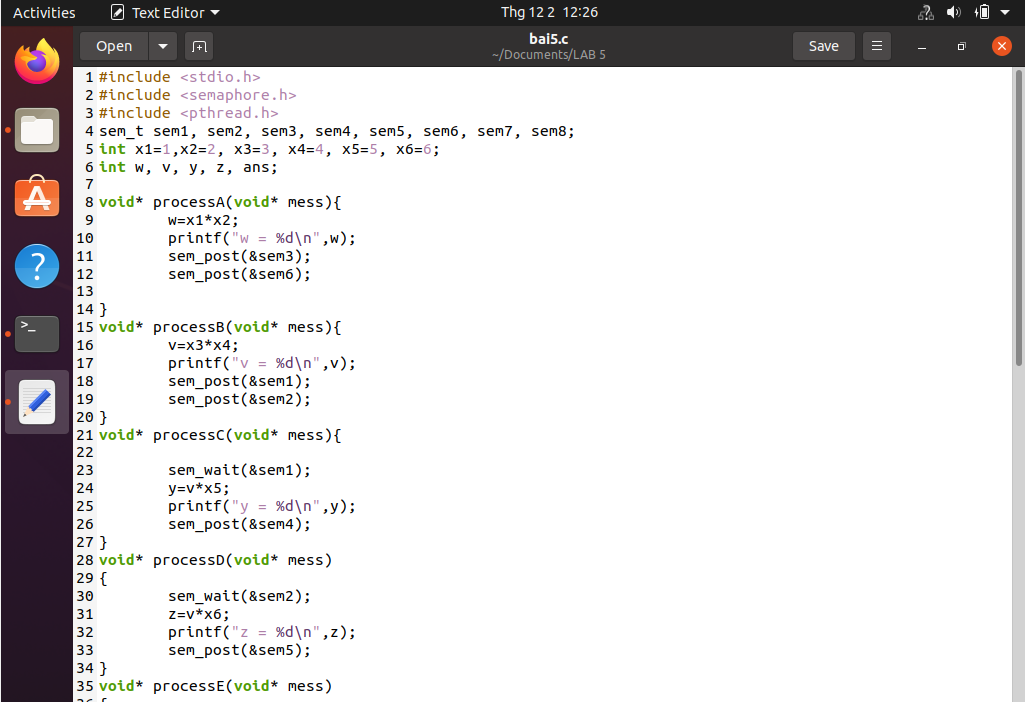 Activities Text Editor Thg 12 2 12:26
Open bai5.c Save
~/Documents/LAB 5
1 #include <stdio.h>
2 #include <semaphore.h>
3 #include <pthread.h>
4 sem_t sem1, sem2, sem3, sem4, sem5, sem6, sem7, sem8;
5 int x1=1,x2=2, x3=3, x4=4, x5=5, x6=6;
6 int w, v, y, z, ans;
7
8 void* processA(void* mess){
9 w=x1*x2;
10 printf("w = %d\n",w);
11 sem_post(&sem3);
12 sem_post(&sem6);
13
14 }
15 void* processB(void* mess){
16 v=x3*x4;
17 printf("v = %d\n",v);
18 sem_post(&sem1);
19 sem_post(&sem2);
20 }
21 void* processC(void* mess){
22
23 sem_wait(&sem1);
24 y=v*x5;
25 printf("y = %d\n",y);
26 sem_post(&sem4);
27 }
28 void* processD(void* mess)
29 {
30 sem_wait(&sem2);
31 z=v*x6;
32 printf("z = %d\n",z);
33 sem_post(&sem5);
34 }
35 void* processE(void* mess)
36 {